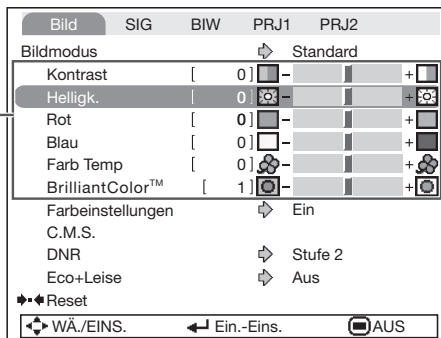 Bild SIG BIW PRJ1 PRJ2
Bildmodus Standard
Kontrast [ 0 ] - +
Helligk. [ 0 ] - +
Rot [ 0 ] - +
Blau [ 0 ] - +
Farb Temp [ 0 ] - +
BrilliantColor™ [ 1 ] - +
Farbeinstellungen Ein
C.M.S.
DNR Stufe 2
Eco+Leise Aus
Reset
WÄ./EINS. Ein.-Eins. AUS